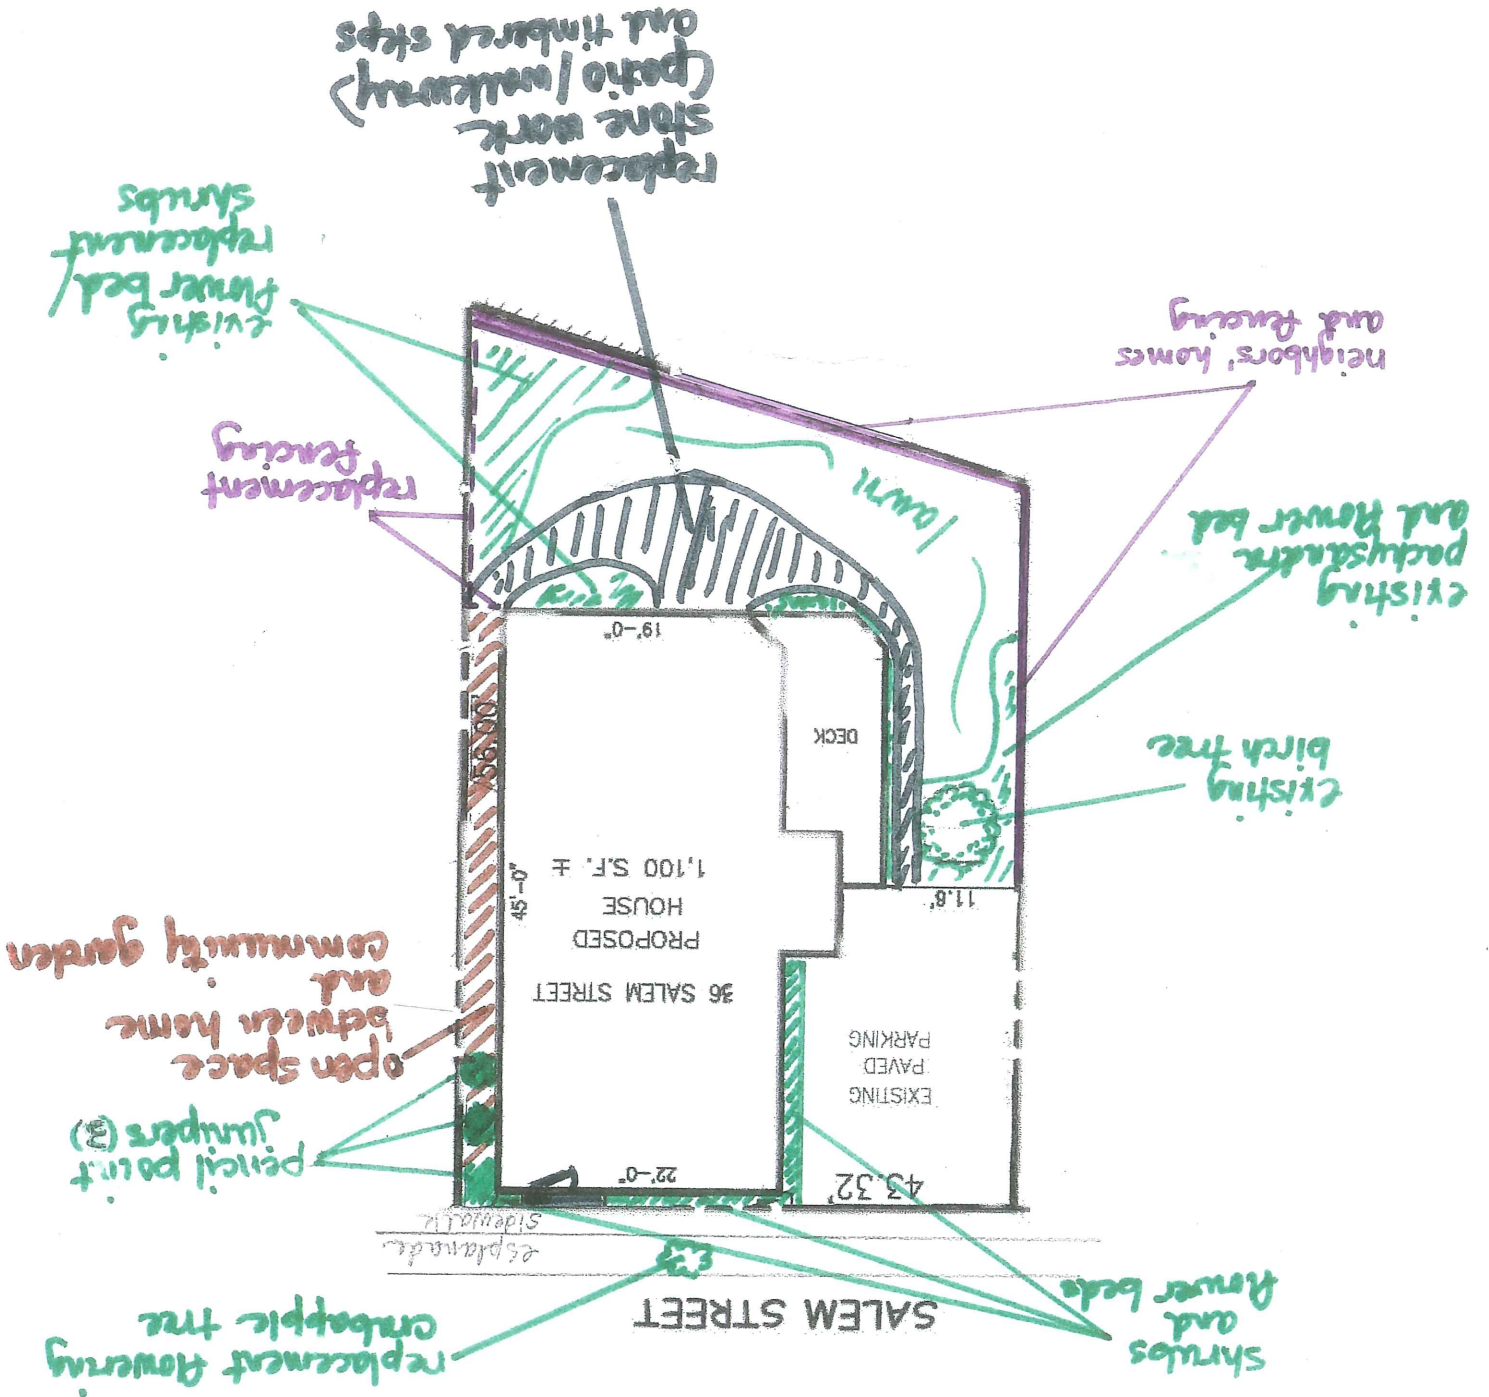 shrubs
and
flower beds
SALEM STREET
replacement flowering
crabapple tree
esplanade
sidewalk
43.32'
22'-0"
pencil point
junipers (3)
EXISTING
PAVED
PARKING
open space
between home
and
community garden
36 SALEM STREET
PROPOSED
HOUSE
1,100 S.F. ±
45'-0"
11.8'
existing
birch tree
DECK
56.00'
existing
pachysandra
and flower bed
19'-0"
lawn
replacement
fencing
neighbors' homes
and fencing
existing
flower bed/
replacement
shrubs
replacement
stone work
(patio/walkway)
and timbered steps